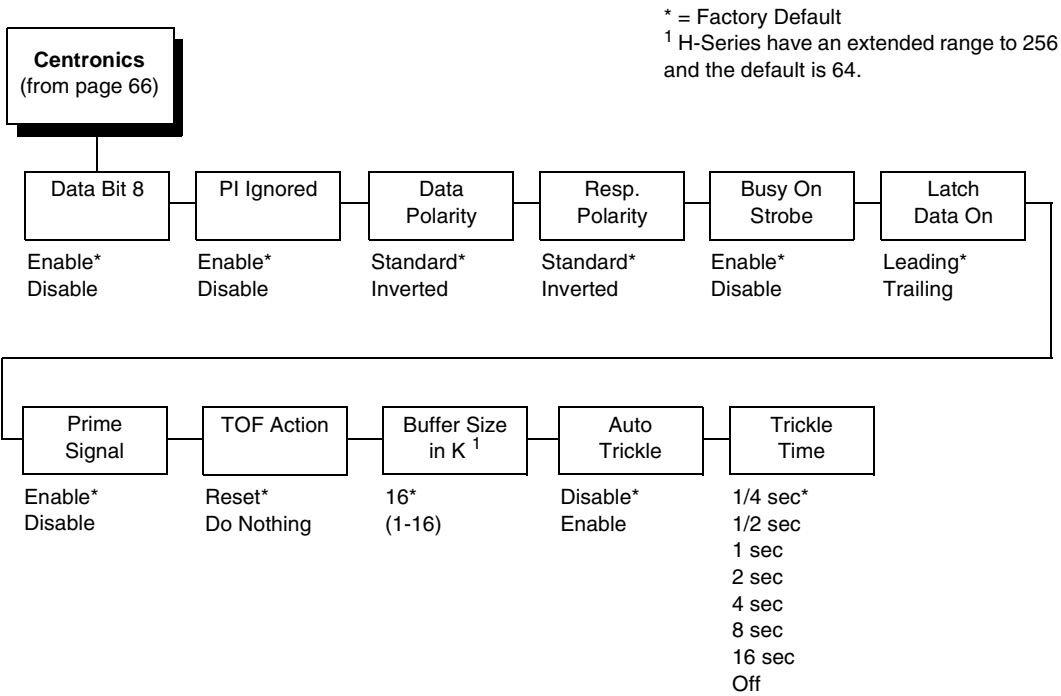 * = Factory Default
1 H-Series have an extended range to 256
and the default is 64.
Centronics
(from page 66)
Data Bit 8
Enable*
Disable
PI Ignored
Enable*
Disable
Data
Polarity
Standard*
Inverted
Resp.
Polarity
Standard*
Inverted
Busy On
Strobe
Enable*
Disable
Latch
Data On
Leading*
Trailing
Prime
Signal
Enable*
Disable
TOF Action
Reset*
Do Nothing
Buffer Size
in K 1
16*
(1-16)
Auto
Trickle
Disable*
Enable
Trickle
Time
1/4 sec*
1/2 sec
1 sec
2 sec
4 sec
8 sec
16 sec
Off